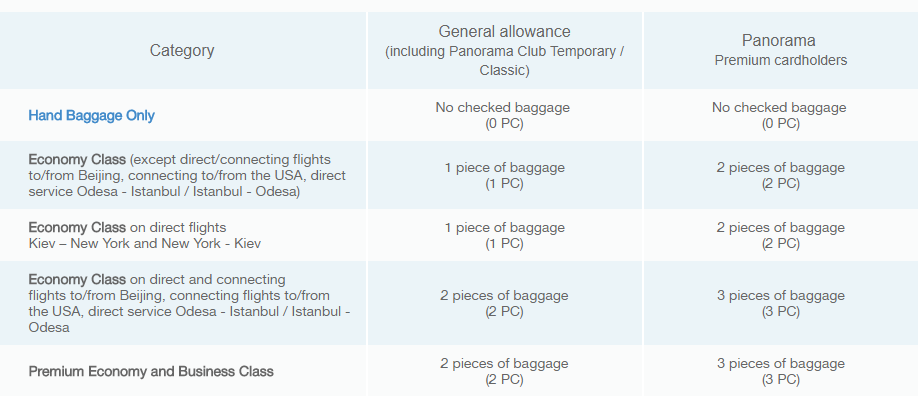 Category
General allowance
(including Panorama Club Temporary /
Classic)
Panorama
Premium cardholders
Hand Baggage Only
No checked baggage
(0 PC)
No checked baggage
(0 PC)
Economy Class (except direct/connecting flights
to/from Beijing, connecting to/from the USA, direct
service Odesa - Istanbul / Istanbul - Odesa)
1 piece of baggage
(1 PC)
2 pieces of baggage
(2 PC)
Economy Class on direct flights
Kiev – New York and New York - Kiev
1 piece of baggage
(1 PC)
2 pieces of baggage
(2 PC)
Economy Class on direct and connecting
flights to/from Beijing, connecting flights to/from
the USA, direct service Odesa - Istanbul / Istanbul -
Odesa
2 pieces of baggage
(2 PC)
3 pieces of baggage
(3 PC)
Premium Economy and Business Class
2 pieces of baggage
(2 PC)
3 pieces of baggage
(3 PC)